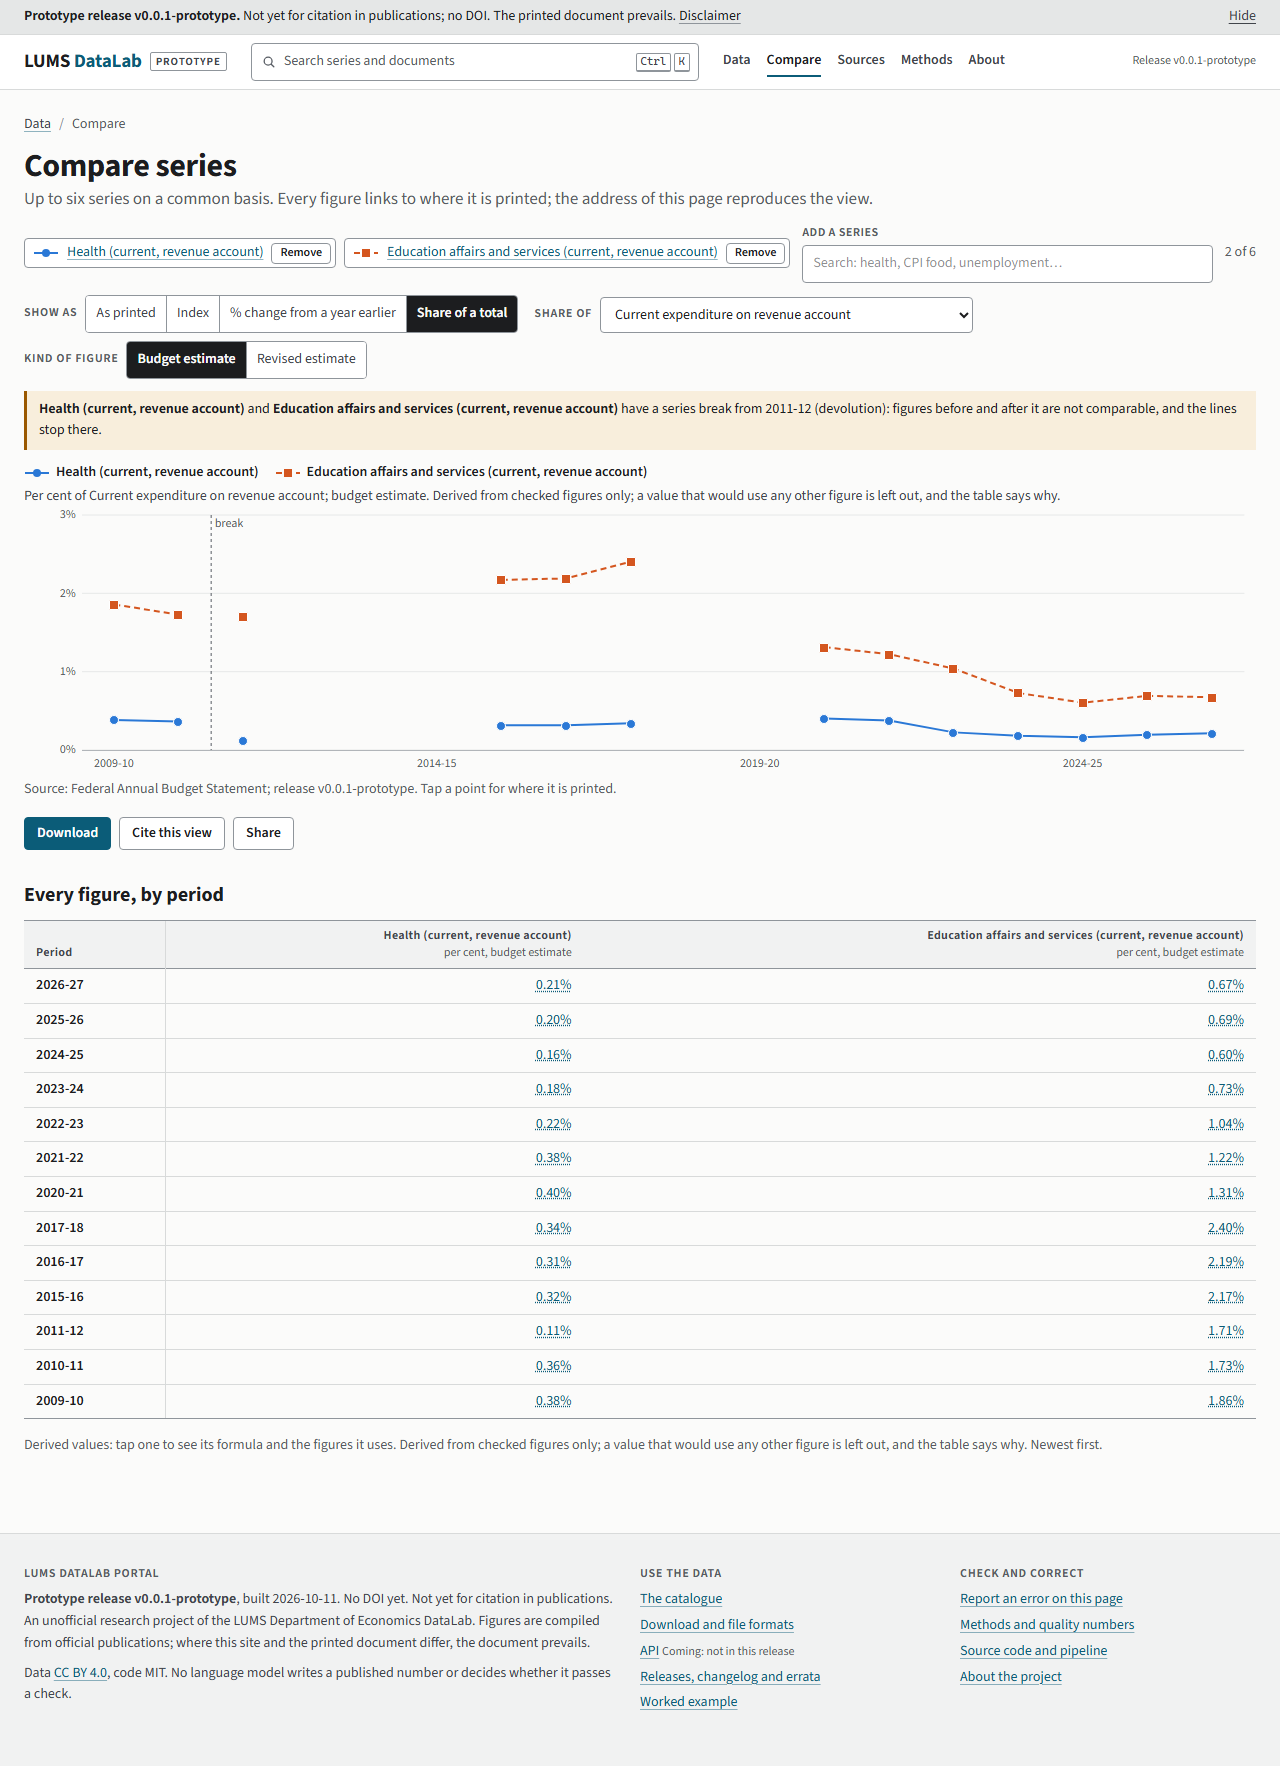 Prototype release v0.0.1-prototype. Not yet for citation in publications; no DOI. The printed document prevails. Disclaimer
Hide
LUMS DataLab PROTOTYPE
Search series and documents
Ctrl K
Data Compare Sources Methods About
Release v0.0.1-prototype
Data / Compare
Compare series
Up to six series on a common basis. Every figure links to where it is printed; the address of this page reproduces the view.
Health (current, revenue account) Remove
Education affairs and services (current, revenue account) Remove
ADD A SERIES
Search: health, CPI food, unemployment…
2 of 6
SHOW AS As printed Index % change from a year earlier Share of a total
SHARE OF Current expenditure on revenue account
KIND OF FIGURE Budget estimate Revised estimate
Health (current, revenue account) and Education affairs and services (current, revenue account) have a series break from 2011-12 (devolution): figures before and after it are not comparable, and the lines
stop there.
Health (current, revenue account) Education affairs and services (current, revenue account)
Per cent of Current expenditure on revenue account; budget estimate. Derived from checked figures only; a value that would use any other figure is left out, and the table says why.
3%
break
2%
1%
0%
2009-10 2014-15 2019-20 2024-25
Source: Federal Annual Budget Statement; release v0.0.1-prototype. Tap a point for where it is printed.
Download Cite this view Share
Every figure, by period
Period
Health (current, revenue account)
per cent, budget estimate
Education affairs and services (current, revenue account)
per cent, budget estimate
2026-27 0.21% 0.67%
2025-26 0.20% 0.69%
2024-25 0.16% 0.60%
2023-24 0.18% 0.73%
2022-23 0.22% 1.04%
2021-22 0.38% 1.22%
2020-21 0.40% 1.31%
2017-18 0.34% 2.40%
2016-17 0.31% 2.19%
2015-16 0.32% 2.17%
2011-12 0.11% 1.71%
2010-11 0.36% 1.73%
2009-10 0.38% 1.86%
Derived values: tap one to see its formula and the figures it uses. Derived from checked figures only; a value that would use any other figure is left out, and the table says why. Newest first.
LUMS DATALAB PORTAL
Prototype release v0.0.1-prototype, built 2026-10-11. No DOI yet. Not yet for citation in publications.
An unofficial research project of the LUMS Department of Economics DataLab. Figures are compiled
from official publications; where this site and the printed document differ, the document prevails.
Data CC BY 4.0, code MIT. No language model writes a published number or decides whether it passes
a check.
USE THE DATA
The catalogue
Download and file formats
API Coming: not in this release
Releases, changelog and errata
Worked example
CHECK AND CORRECT
Report an error on this page
Methods and quality numbers
Source code and pipeline
About the project